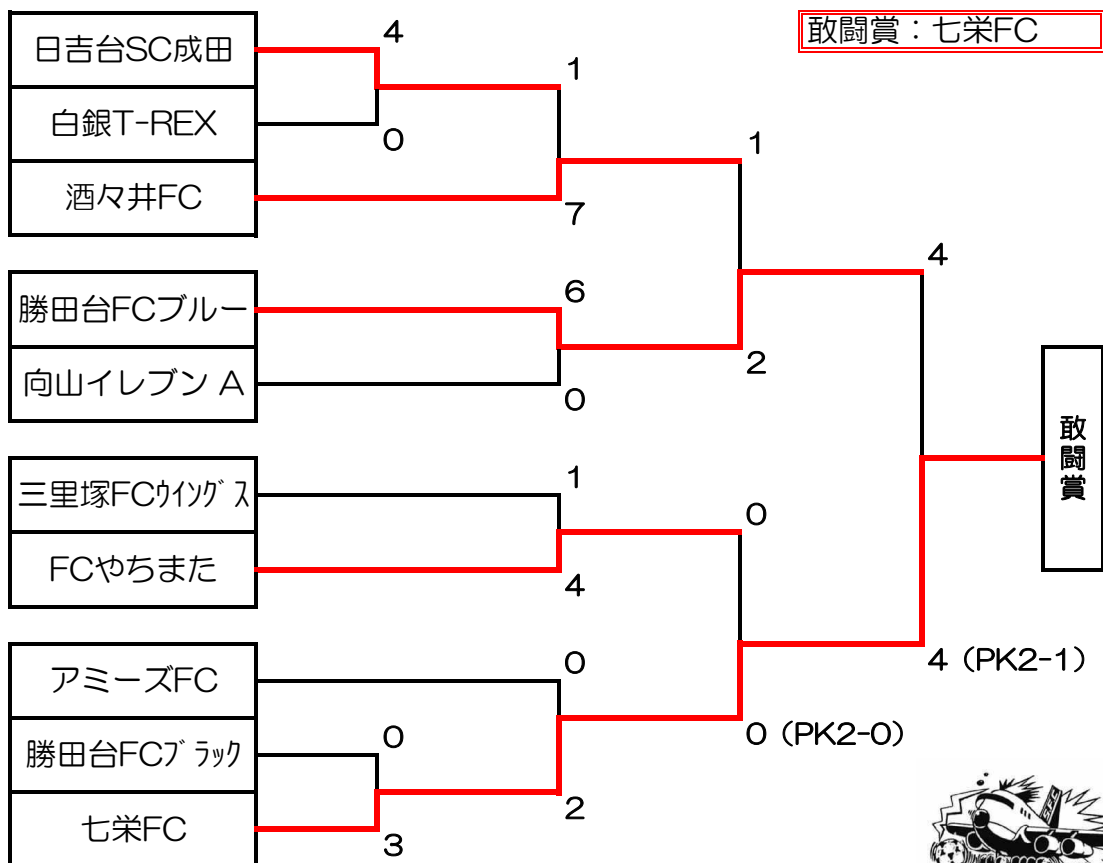 敢闘賞：七栄FC
日吉台SC成田
白銀T-REX
酒々井FC
4
0
1
7
1
勝田台FCブルー
向山イレブン A
6
0
2
4
三里塚FCｳｲﾝｸﾞｽ
FCやちまた
1
4
0
アミーズFC
勝田台FCﾌﾞﾗｯｸ
七栄FC
0
0
3
2
0（PK2-0）
4（PK2-1）
敢闘賞